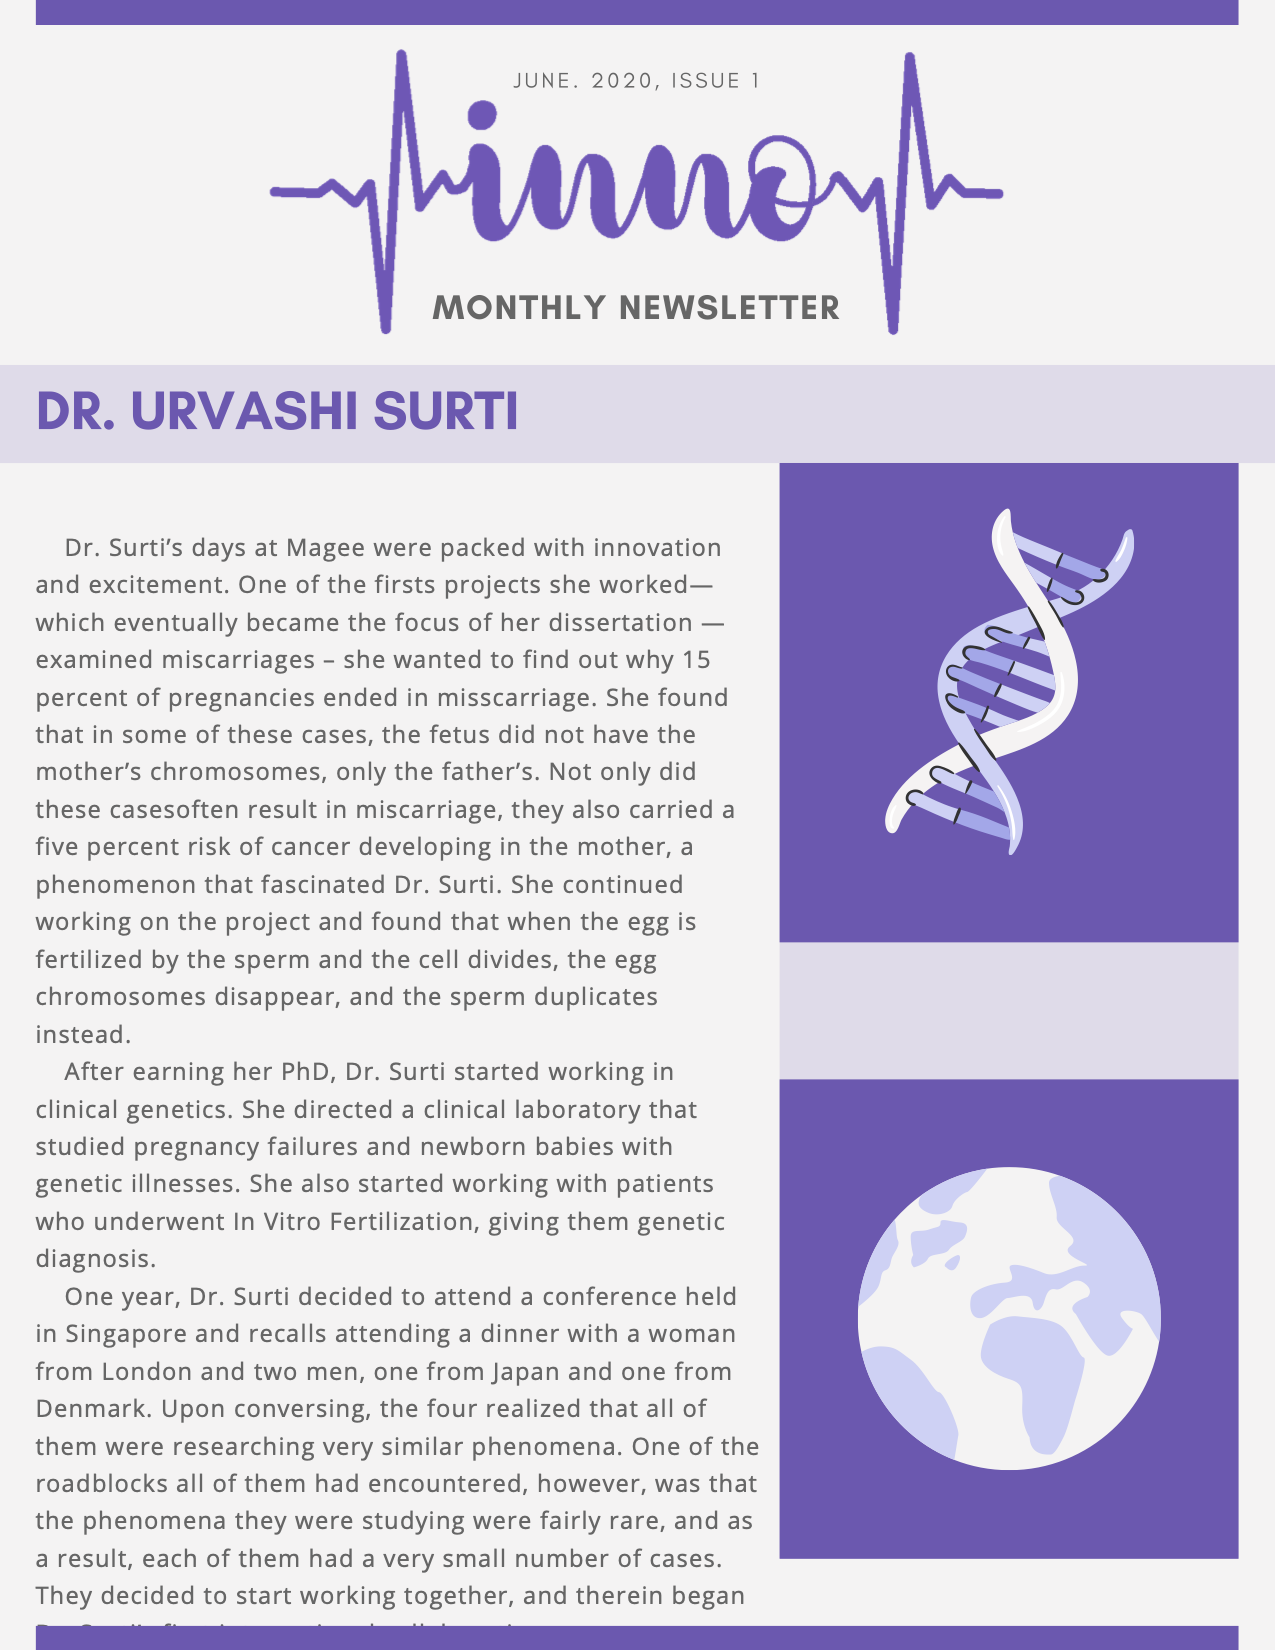 JUNE. 2020, ISSUE 1
inno
MONTHLY NEWSLETTER
DR. URVASHI SURTI
Dr. Surti’s days at Magee were packed with innovation
and excitement. One of the firsts projects she worked—
which eventually became the focus of her dissertation —
examined miscarriages – she wanted to find out why 15
percent of pregnancies ended in misscarriage. She found
that in some of these cases, the fetus did not have the
mother’s chromosomes, only the father’s. Not only did
these casesoften result in miscarriage, they also carried a
five percent risk of cancer developing in the mother, a
phenomenon that fascinated Dr. Surti. She continued
working on the project and found that when the egg is
fertilized by the sperm and the cell divides, the egg
chromosomes disappear, and the sperm duplicates
instead.
After earning her PhD, Dr. Surti started working in
clinical genetics. She directed a clinical laboratory that
studied pregnancy failures and newborn babies with
genetic illnesses. She also started working with patients
who underwent In Vitro Fertilization, giving them genetic
diagnosis.
One year, Dr. Surti decided to attend a conference held
in Singapore and recalls attending a dinner with a woman
from London and two men, one from Japan and one from
Denmark. Upon conversing, the four realized that all of
them were researching very similar phenomena. One of the
roadblocks all of them had encountered, however, was that
the phenomena they were studying were fairly rare, and as
a result, each of them had a very small number of cases.
They decided to start working together, and therein began